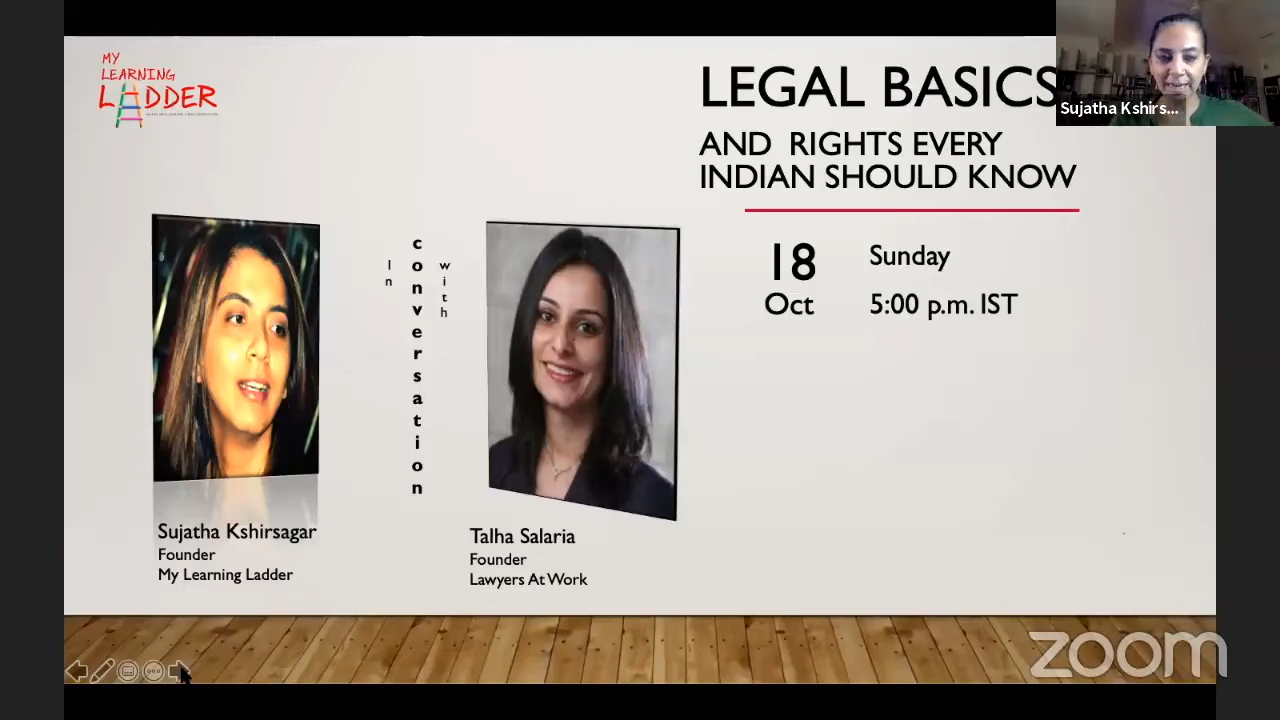 MY
LEARNING
LADDER
LEGAL BASICS
AND RIGHTS EVERY
INDIAN SHOULD KNOW
Sujatha Kshirs...
In
conversation
with
18
Oct
Sunday
5:00 p.m. IST
Sujatha Kshirsagar
Founder
My Learning Ladder
Talha Salaria
Founder
Lawyers At Work
zoom